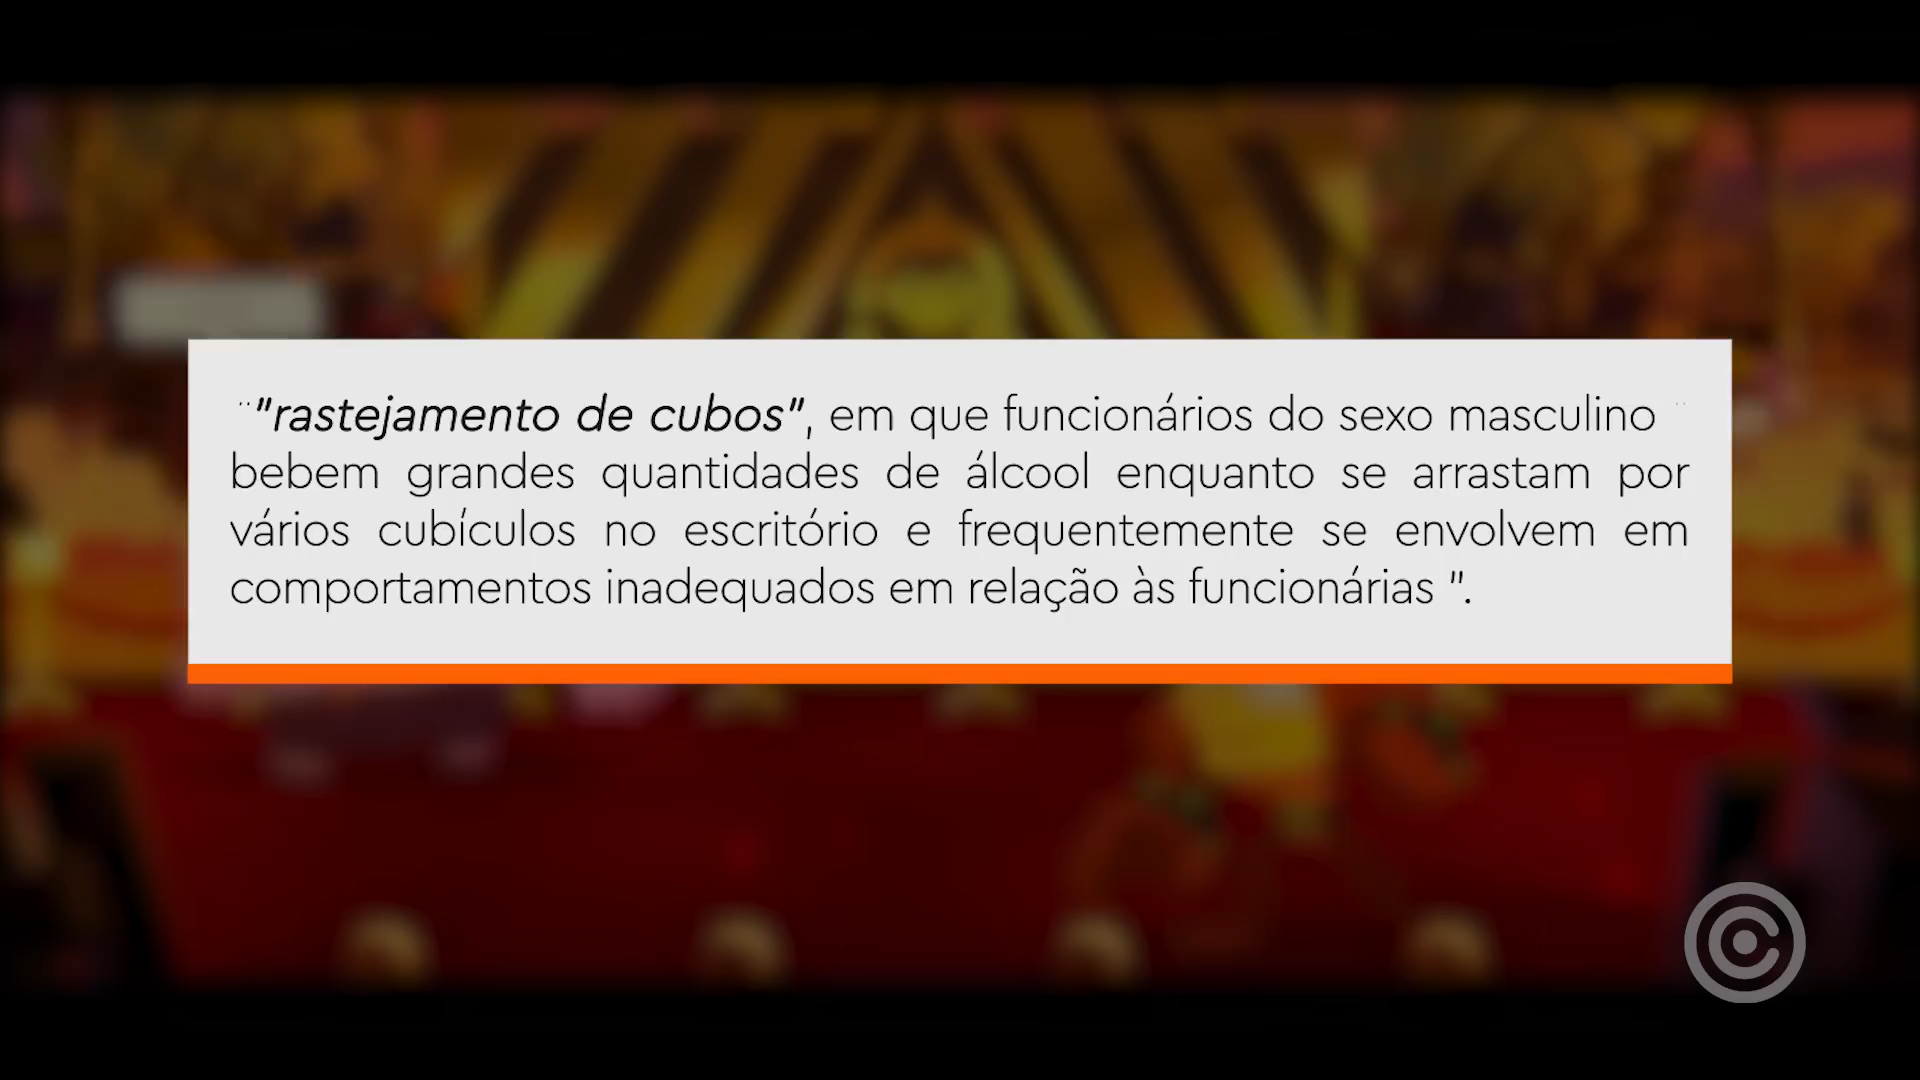 "rastejamento de cubos", em que funcionários do sexo masculino
bebem grandes quantidades de álcool enquanto se arrastam por
vários cubículos no escritório e frequentemente se envolvem em
comportamentos inadequados em relação às funcionárias ".